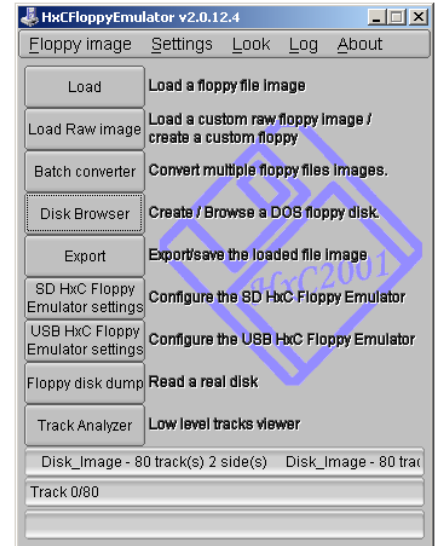 HxCFloppyEmulator v2.0.12.4
Floppy image Settings Look Log About
Load
Load a floppy file image
Load Raw image
Load a custom raw floppy image /
create a custom floppy
Batch converter
Convert multiple floppy files images.
Disk Browser
Create / Browse a DOS floppy disk.
Export
Export/save the loaded file image
SD HxC Floppy
Emulator settings
Configure the SD HxC Floppy Emulator
USB HxC Floppy
Emulator settings
Configure the USB HxC Floppy Emulator
Floppy disk dump
Read a real disk
Track Analyzer
Low level tracks viewer
HxC2001
Disk_Image - 80 track(s) 2 side(s) Disk_Image - 80 trac
Track 0/80